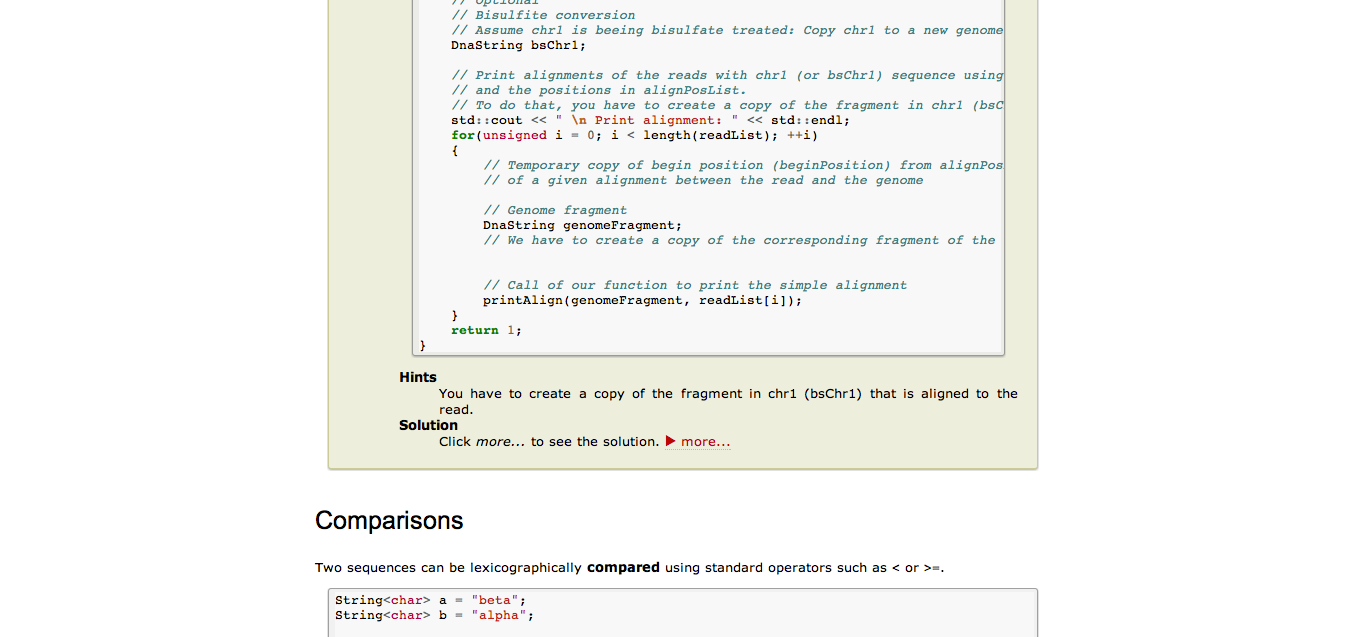 // Optional
// Bisulfite conversion
// Assume chr1 is beeing bisulfate treated: Copy chr1 to a new genome
DnaString bsChr1;
// Print alignments of the reads with chr1 (or bsChr1) sequence using
// and the positions in alignPosList.
// To do that, you have to create a copy of the fragment in chr1 (bsC
std::cout << " \n Print alignment: " << std::endl;
for(unsigned i = 0; i < length(readList); ++i)
{
// Temporary copy of begin position (beginPosition) from alignPos
// of a given alignment between the read and the genome
// Genome fragment
DnaString genomeFragment;
// We have to create a copy of the corresponding fragment of the
// Call of our function to print the simple alignment
printAlign(genomeFragment, readList[i]);
}
return 1;
}
Hints
You have to create a copy of the fragment in chr1 (bsChr1) that is aligned to the
read.
Solution
Click more... to see the solution. ▶ more...
Comparisons
Two sequences can be lexicographically compared using standard operators such as < or >=.
String<char> a = "beta";
String<char> b = "alpha";